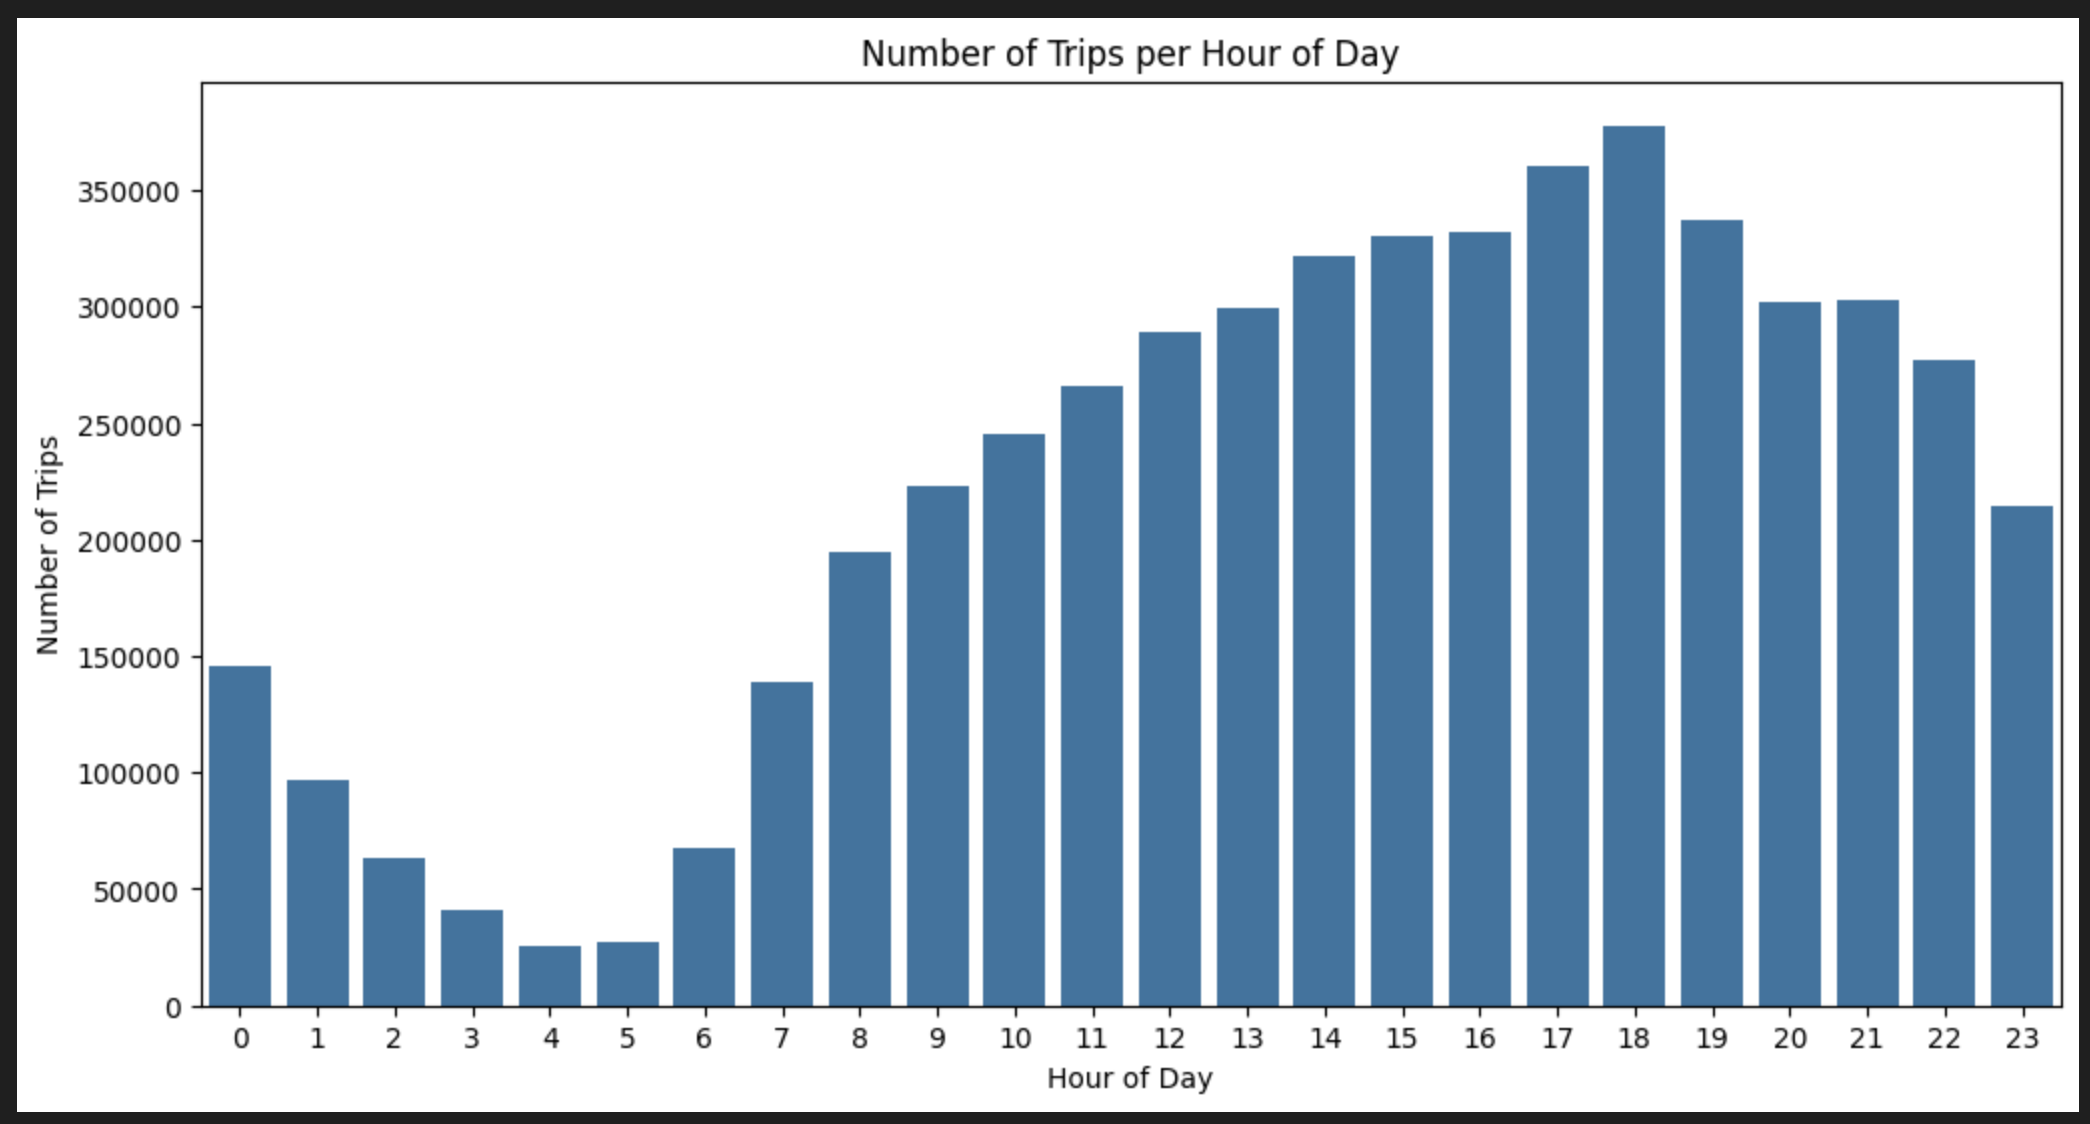 Number of Trips per Hour of Day
Number of Trips
350000
300000
250000
200000
150000
100000
50000
0
0 1 2 3 4 5 6 7 8 9 10 11 12 13 14 15 16 17 18 19 20 21 22 23
Hour of Day